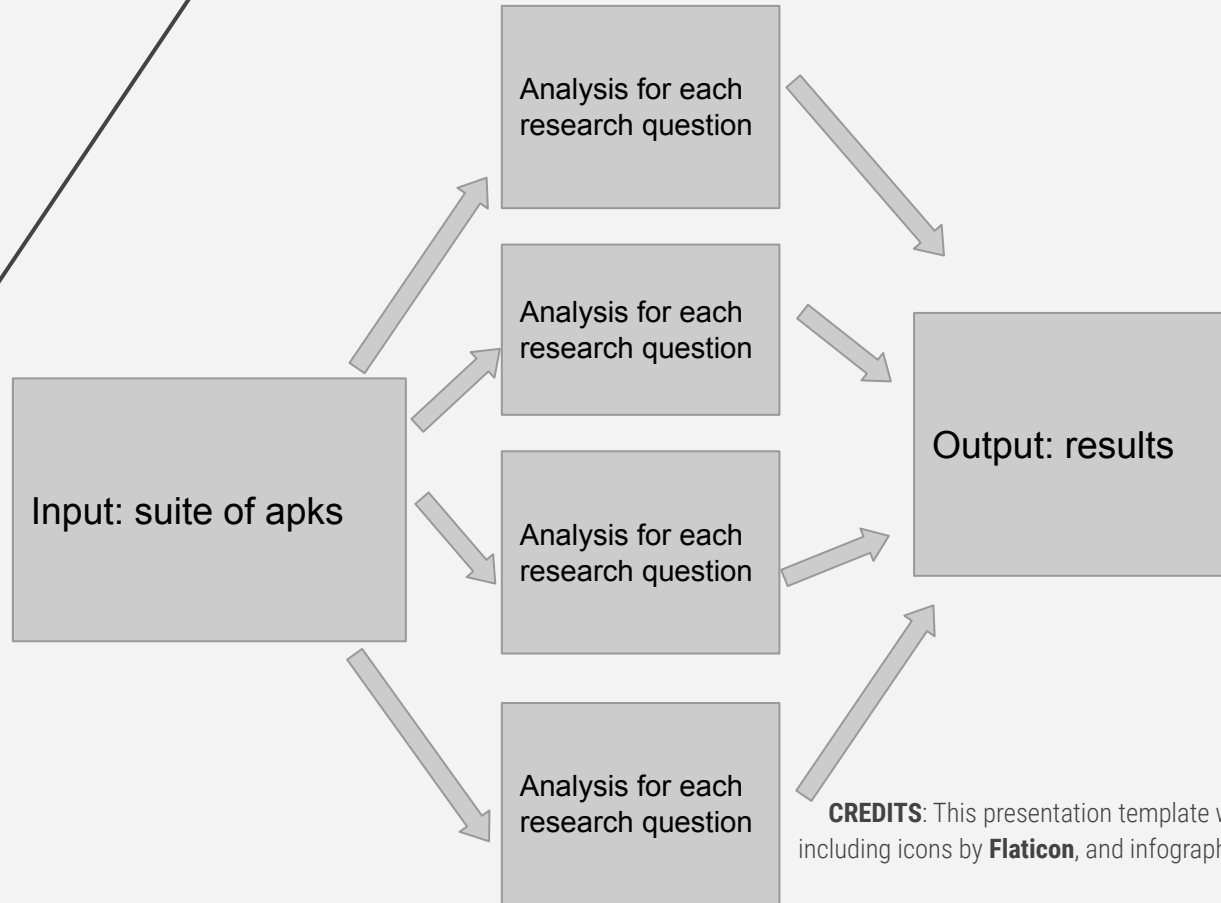 Analysis for each
research question
Analysis for each
research question
Input: suite of apks
Output: results
Analysis for each
research question
Analysis for each
research question
CREDITS: This presentation template
including icons by Flaticon, and